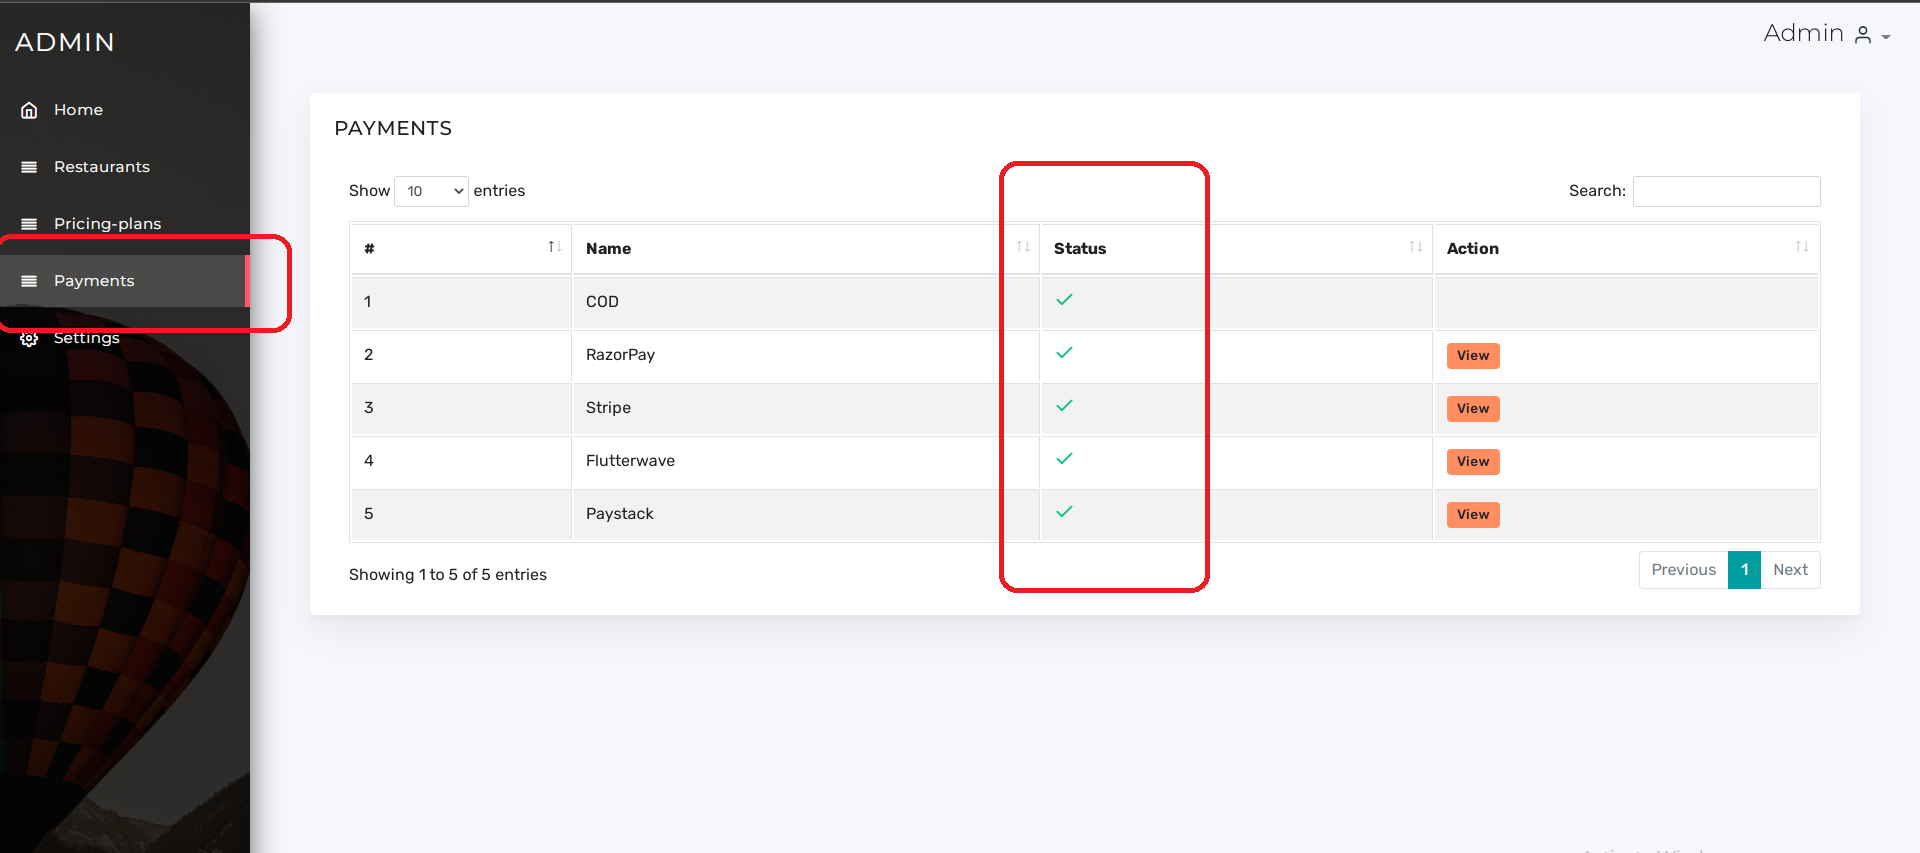 ADMIN
Admin
Home
Restaurants
Pricing-plans
Payments
Settings
PAYMENTS
Show 10 entries
Search:
# Name Status Action
1 COD
2 RazorPay View
3 Stripe View
4 Flutterwave View
5 Paystack View
Showing 1 to 5 of 5 entries
Previous 1 Next